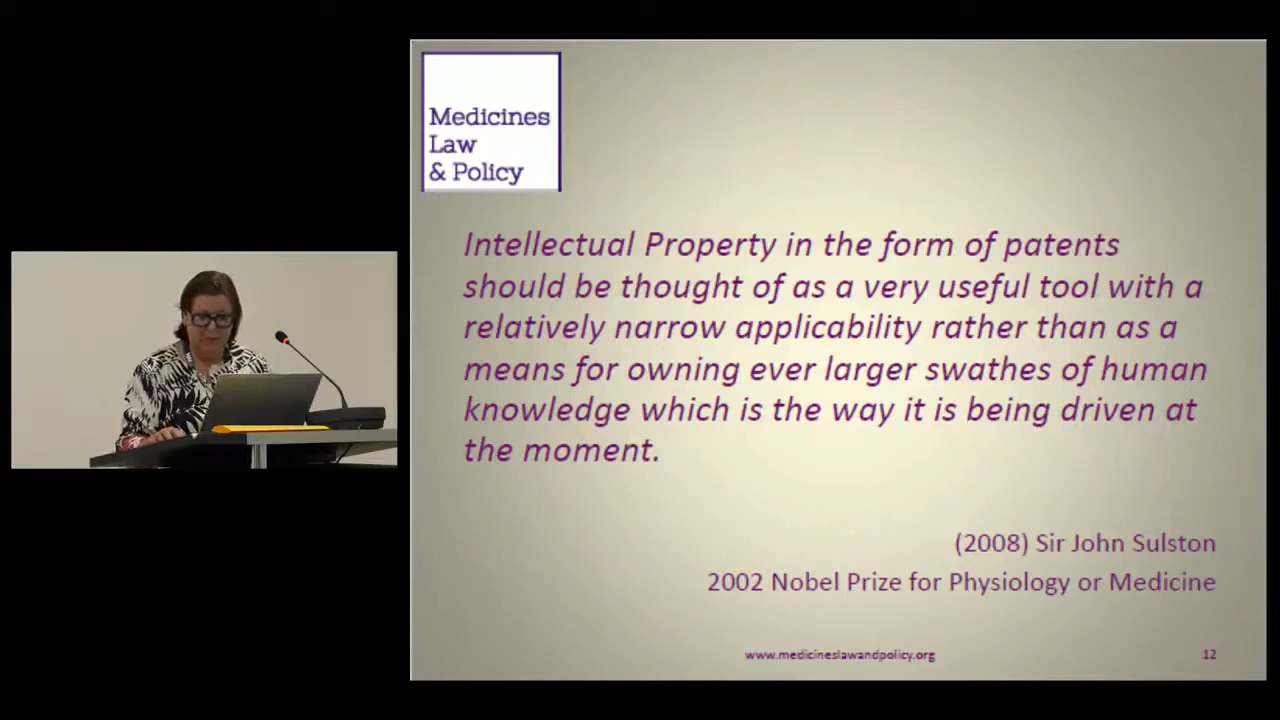 Medicines
Law
& Policy
Intellectual Property in the form of patents
should be thought of as a very useful tool with a
relatively narrow applicability rather than as a
means for owning ever larger swathes of human
knowledge which is the way it is being driven at
the moment.
(2008) Sir John Sulston
2002 Nobel Prize for Physiology or Medicine
www.medicineslawandpolicy.org
12